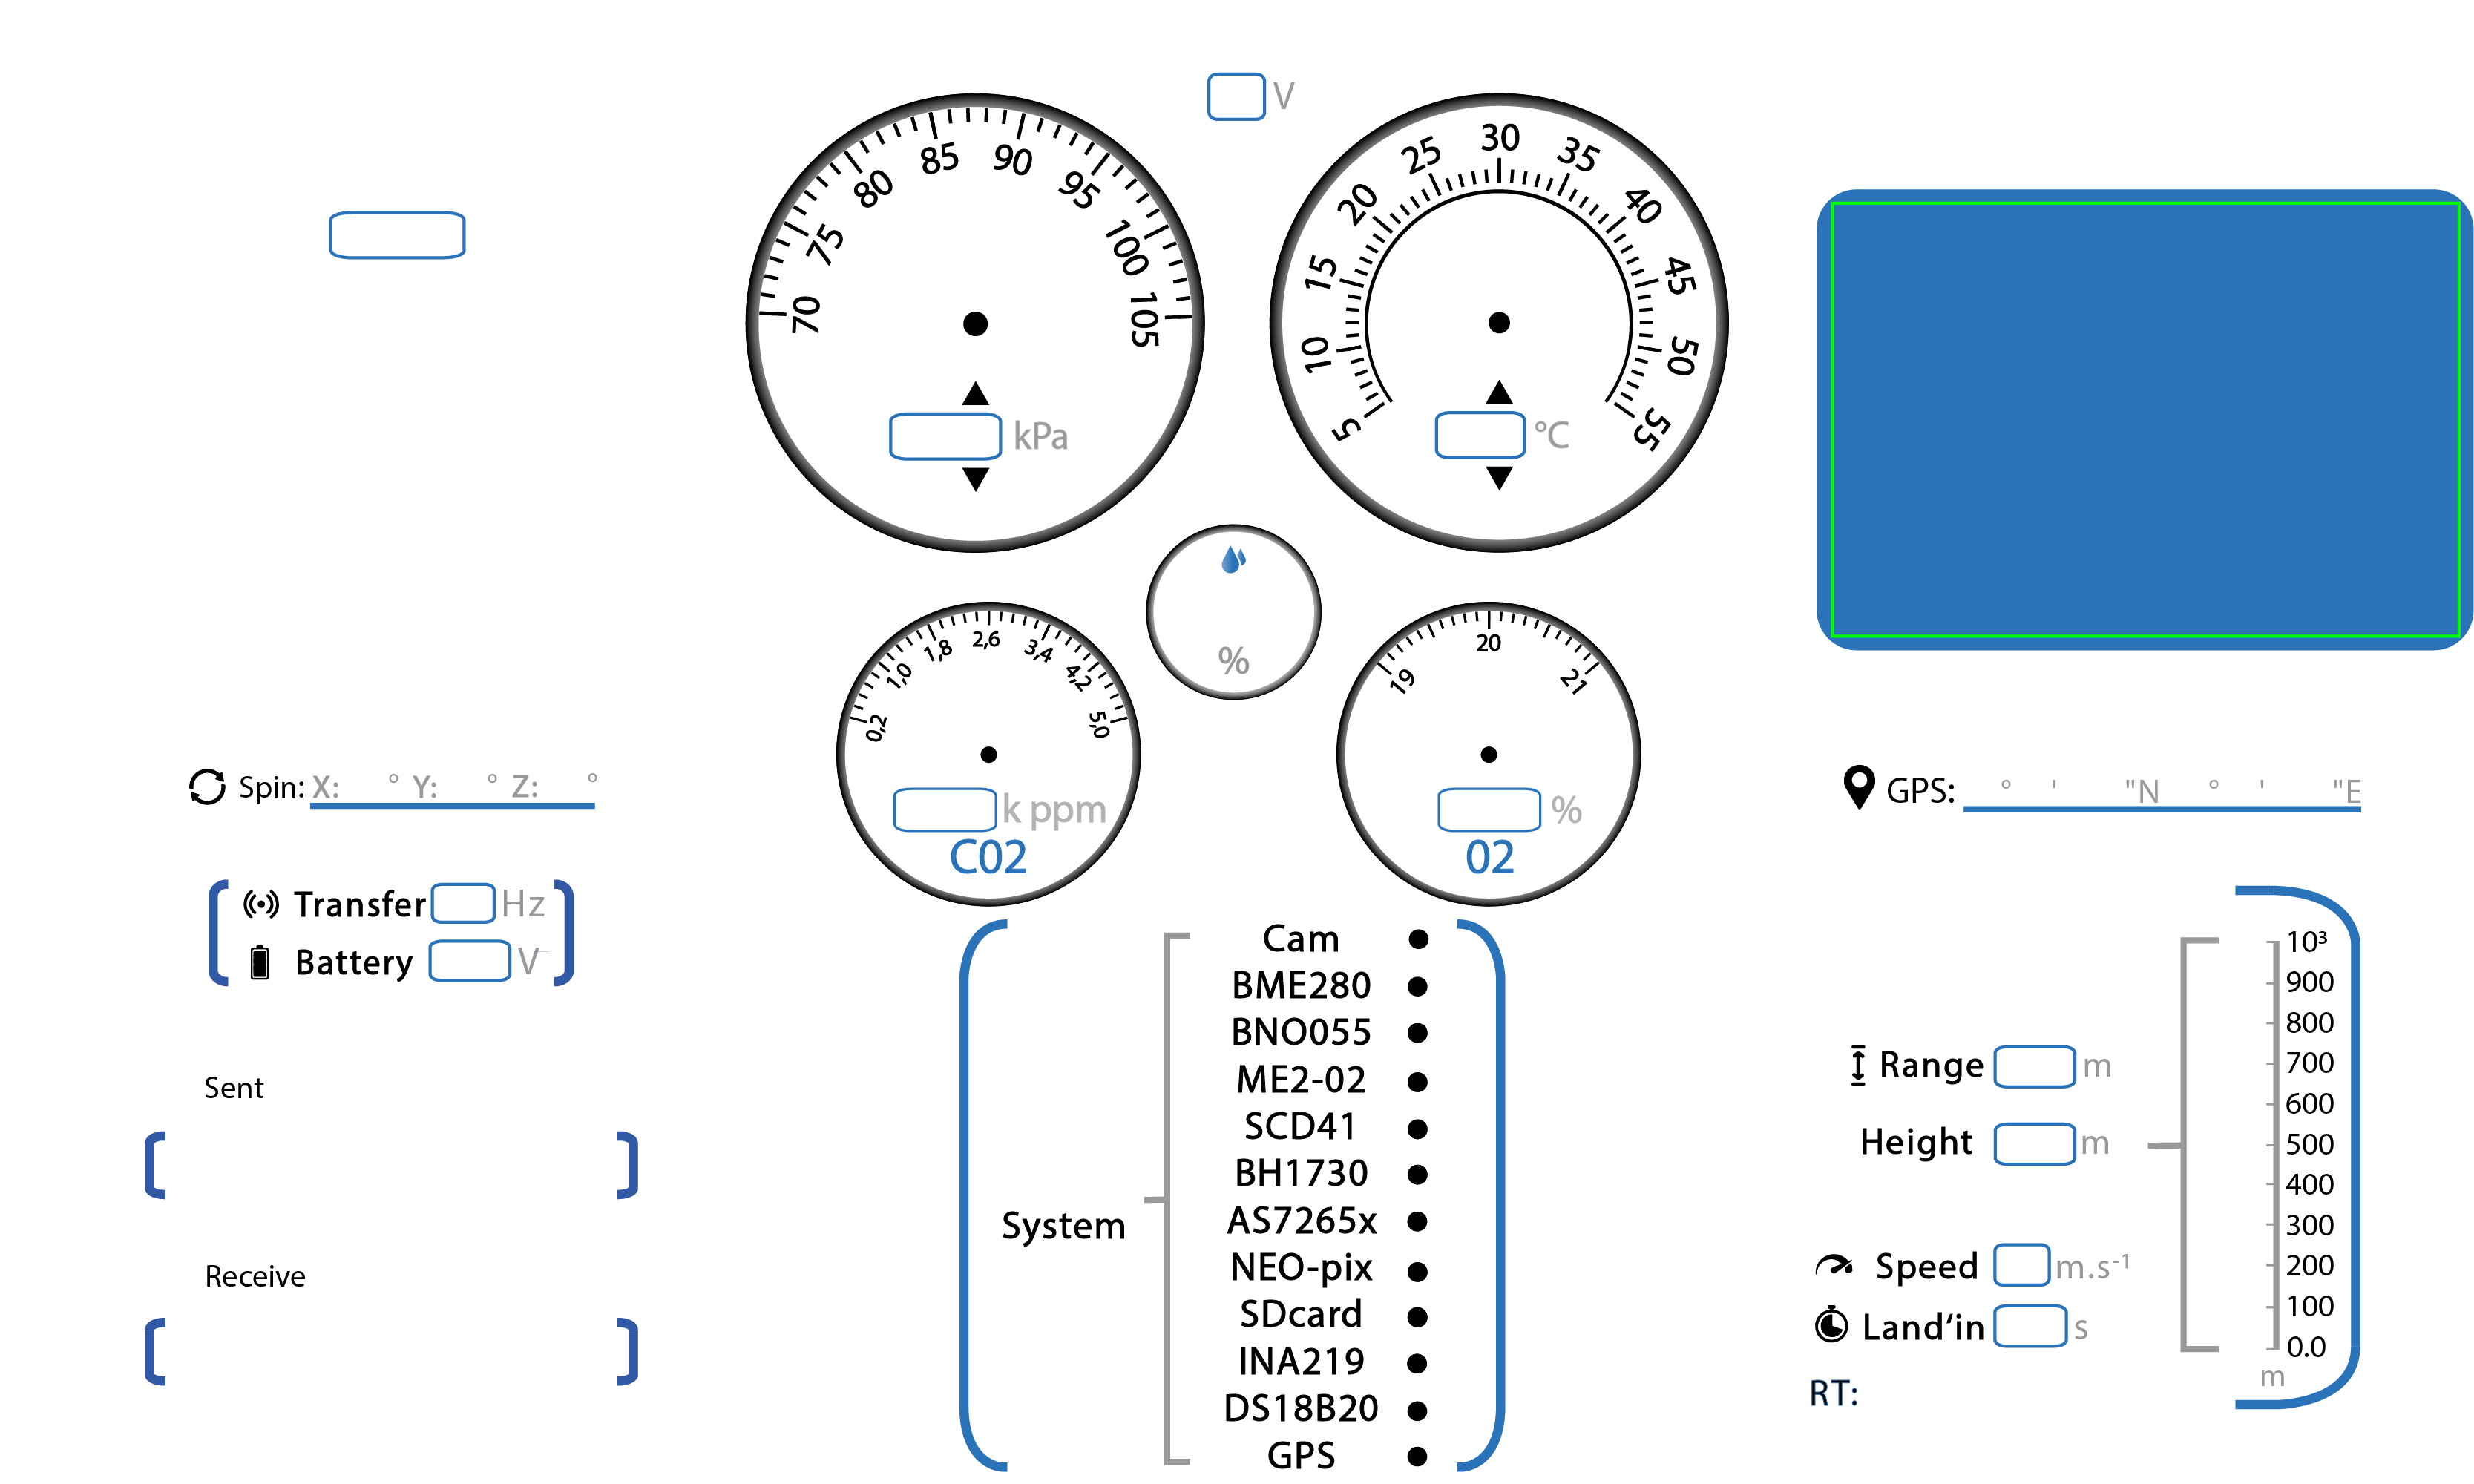 V
70 75 80 85 90 95 100 105
kPa
5 10 15 20 25 30 35 40 45 50 55
°C
%
0,2 1,0 1,8 2,6 3,4 4,2 5,0
k ppm
CO2
19 20 21
%
02
Spin: X: ° Y: ° Z: °
GPS: ° ' "N ° ' "E
Transfer Hz
Battery V
Sent
Receive
System
Cam
BME280
BNO055
ME2-02
SCD41
BH1730
AS7265x
NEO-pix
SDcard
INA219
DS18B20
GPS
Range m
Height m
Speed m.s⁻¹
Land‘in s
RT:
10³
900
800
700
600
500
400
300
200
100
0.0
m